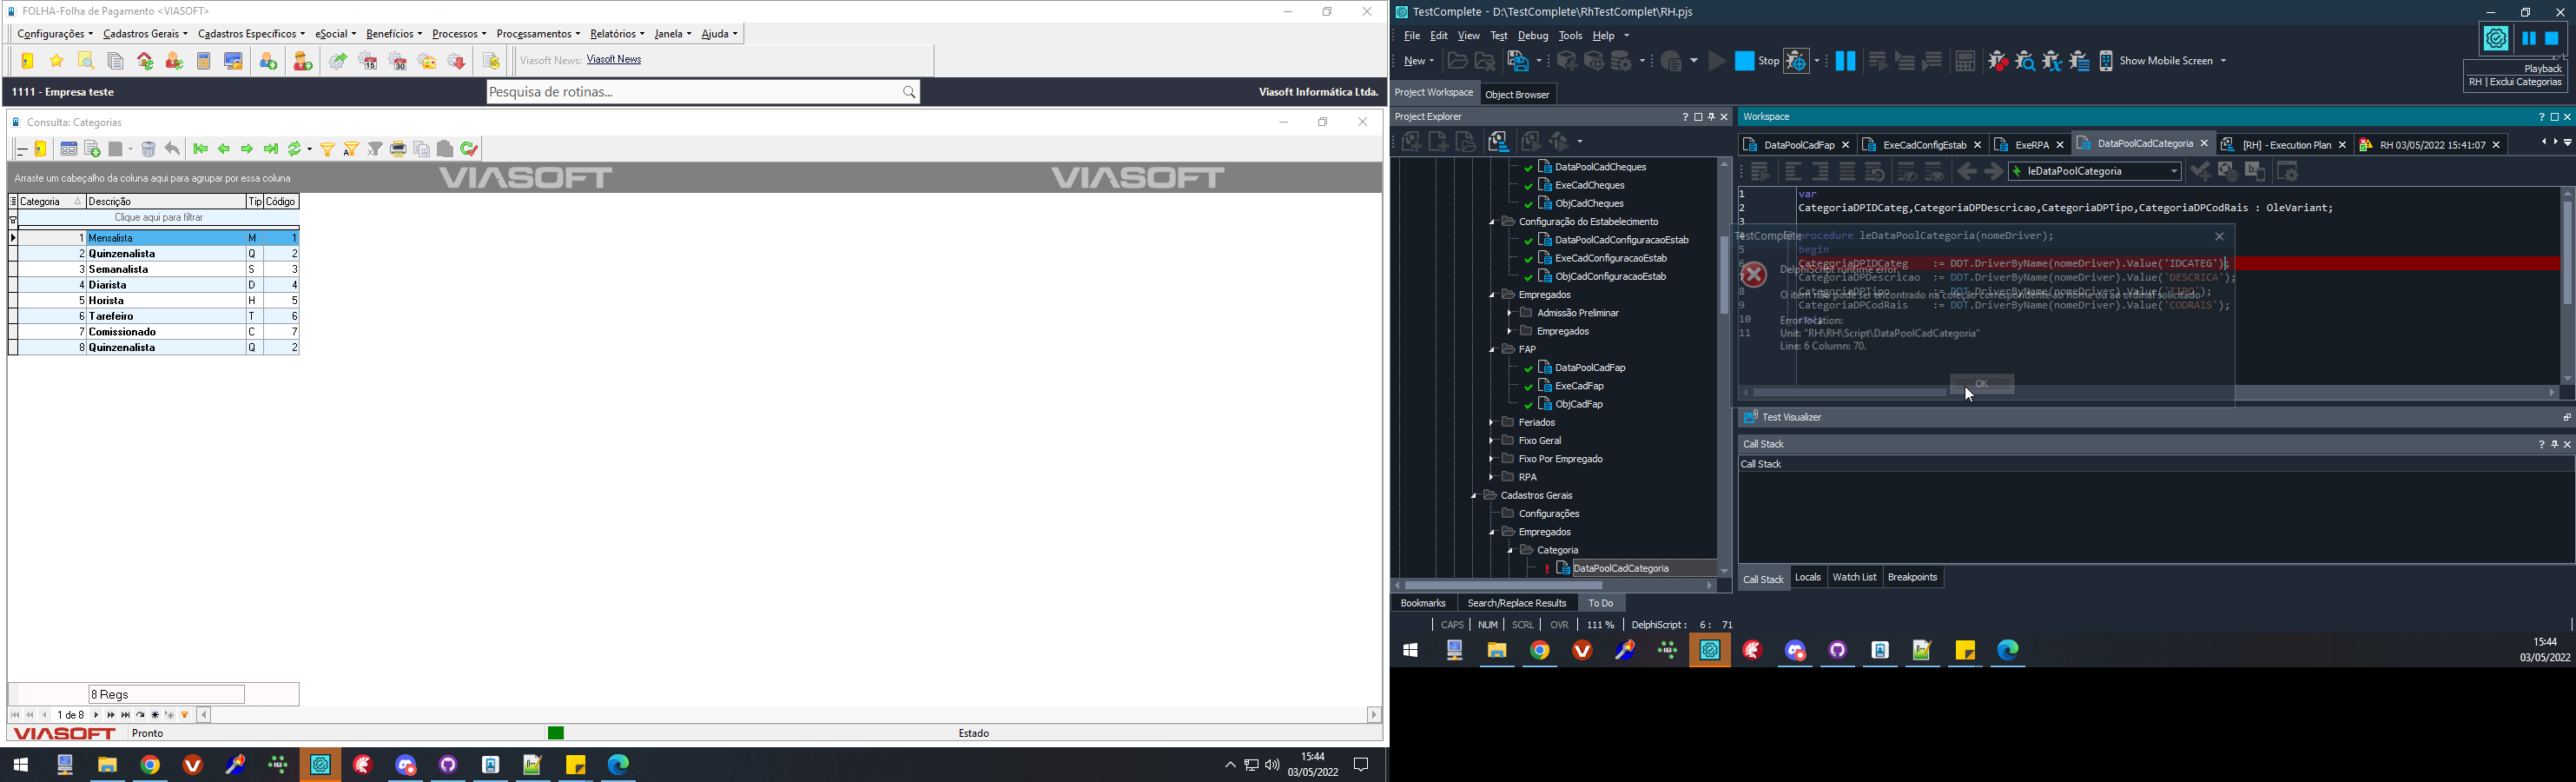 FOLHA-Folha de Pagamento <VIASOFT>
Configurações Cadastros Gerais Cadastros Específicos eSocial Benefícios Processos Processamentos Relatórios Janela Ajuda
Viasoft News: Viasoft News
1111 - Empresa teste
Pesquisa de rotinas...
Viasoft Informática Ltda.
Consulta: Categorias
Arraste um cabeçalho da coluna aqui para agrupar por essa coluna
VIASOFT VIASOFT
Categoria Descrição Tip Código
Clique aqui para filtrar
1 Mensalista M 1
2 Quinzenalista Q 2
3 Semanalista S 3
4 Diarista D 4
5 Horista H 5
6 Tarefeiro T 6
7 Comissionado C 7
8 Quinzenalista Q 2
8 Regs
1 de 8
VIASOFT Pronto Estado
15:44
03/05/2022
TestComplete - D:\TestComplete\RhTestComplet\RH.pjs
File Edit View Test Debug Tools Help
New Stop Show Mobile Screen
Playback
RH | Exclui Categorias
Project Workspace Object Browser
Project Explorer
DataPoolCadCheques
ExeCadCheques
ObjCadCheques
Configuração do Estabelecimento
DataPoolCadConfiguracaoEstab
ExeCadConfiguracaoEstab
ObjCadConfiguracaoEstab
Empregados
Admissão Preliminar
Empregados
FAP
DataPoolCadFap
ExeCadFap
ObjCadFap
Feriados
Fixo Geral
Fixo Por Empregado
RPA
Cadastros Gerais
Configurações
Empregados
Categoria
DataPoolCadCategoria
Bookmarks Search/Replace Results To Do
Workspace
DataPoolCadFap ExeCadConfigEstab ExeRPA DataPoolCadCategoria [RH] - Execution Plan RH 03/05/2022 15:41:07
leDataPoolCategoria
1 var
2 CategoriaDPIDCateg,CategoriaDPDescricao,CategoriaDPTipo,CategoriaDPCodRais : OleVariant;
3
4 procedure leDataPoolCategoria(nomeDriver);
5 begin
6 CategoriaDPIDCateg := DDT.DriverByName(nomeDriver).Value('IDCATEG');
7 CategoriaDPDescricao := DDT.DriverByName(nomeDriver).Value('DESCRICA');
8 CategoriaDPTipo := DDT.DriverByName(nomeDriver).Value('TIPO');
9 CategoriaDPCodRais := DDT.DriverByName(nomeDriver).Value('CODRAIS');
10 end;
11
TestComplete
DelphiScript runtime error.
O item não pode ser encontrado na coleção correspondente ao nome ou ao ordinal solicitado
Error location:
Unit: "RH\RH\Script\DataPoolCadCategoria"
Line: 6 Column: 70.
OK
Test Visualizer
Call Stack
Call Stack
Call Stack Locals Watch List Breakpoints
CAPS NUM SCRL OVR 111 % DelphiScript: 6: 71
15:44
03/05/2022